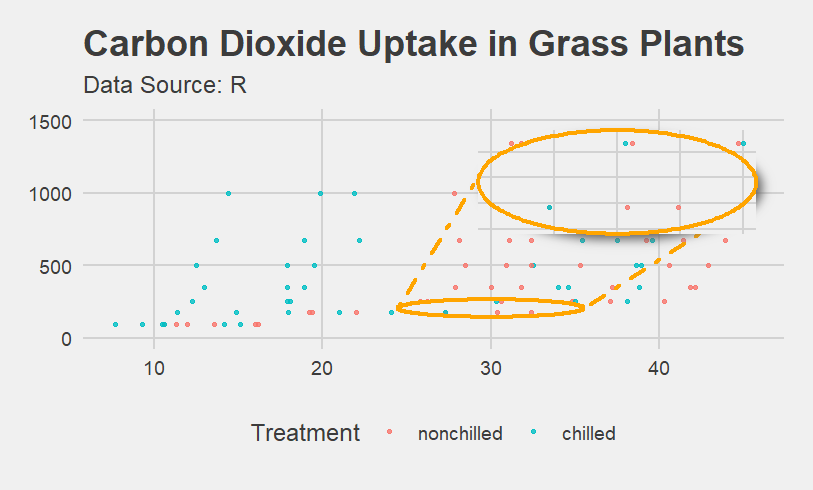 Carbon Dioxide Uptake in Grass Plants
Data Source: R
1500
1000
500
0
10 20 30 40
Treatment nonchilled chilled